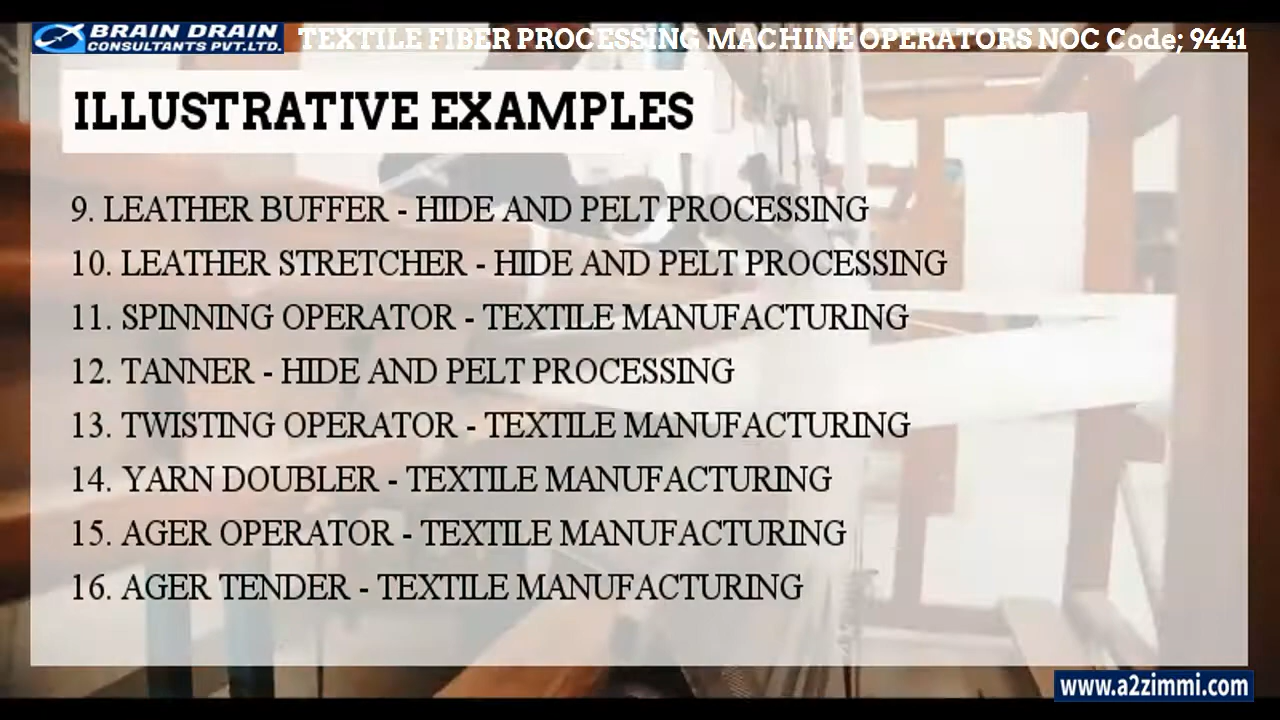 BRAIN DRAIN
CONSULTANTS PVT.LTD.
TEXTILE FIBER PROCESSING MACHINE OPERATORS NOC Code; 9441
ILLUSTRATIVE EXAMPLES
9. LEATHER BUFFER - HIDE AND PELT PROCESSING
10. LEATHER STRETCHER - HIDE AND PELT PROCESSING
11. SPINNING OPERATOR - TEXTILE MANUFACTURING
12. TANNER - HIDE AND PELT PROCESSING
13. TWISTING OPERATOR - TEXTILE MANUFACTURING
14. YARN DOUBLER - TEXTILE MANUFACTURING
15. AGER OPERATOR - TEXTILE MANUFACTURING
16. AGER TENDER - TEXTILE MANUFACTURING
www.a2zimmi.com